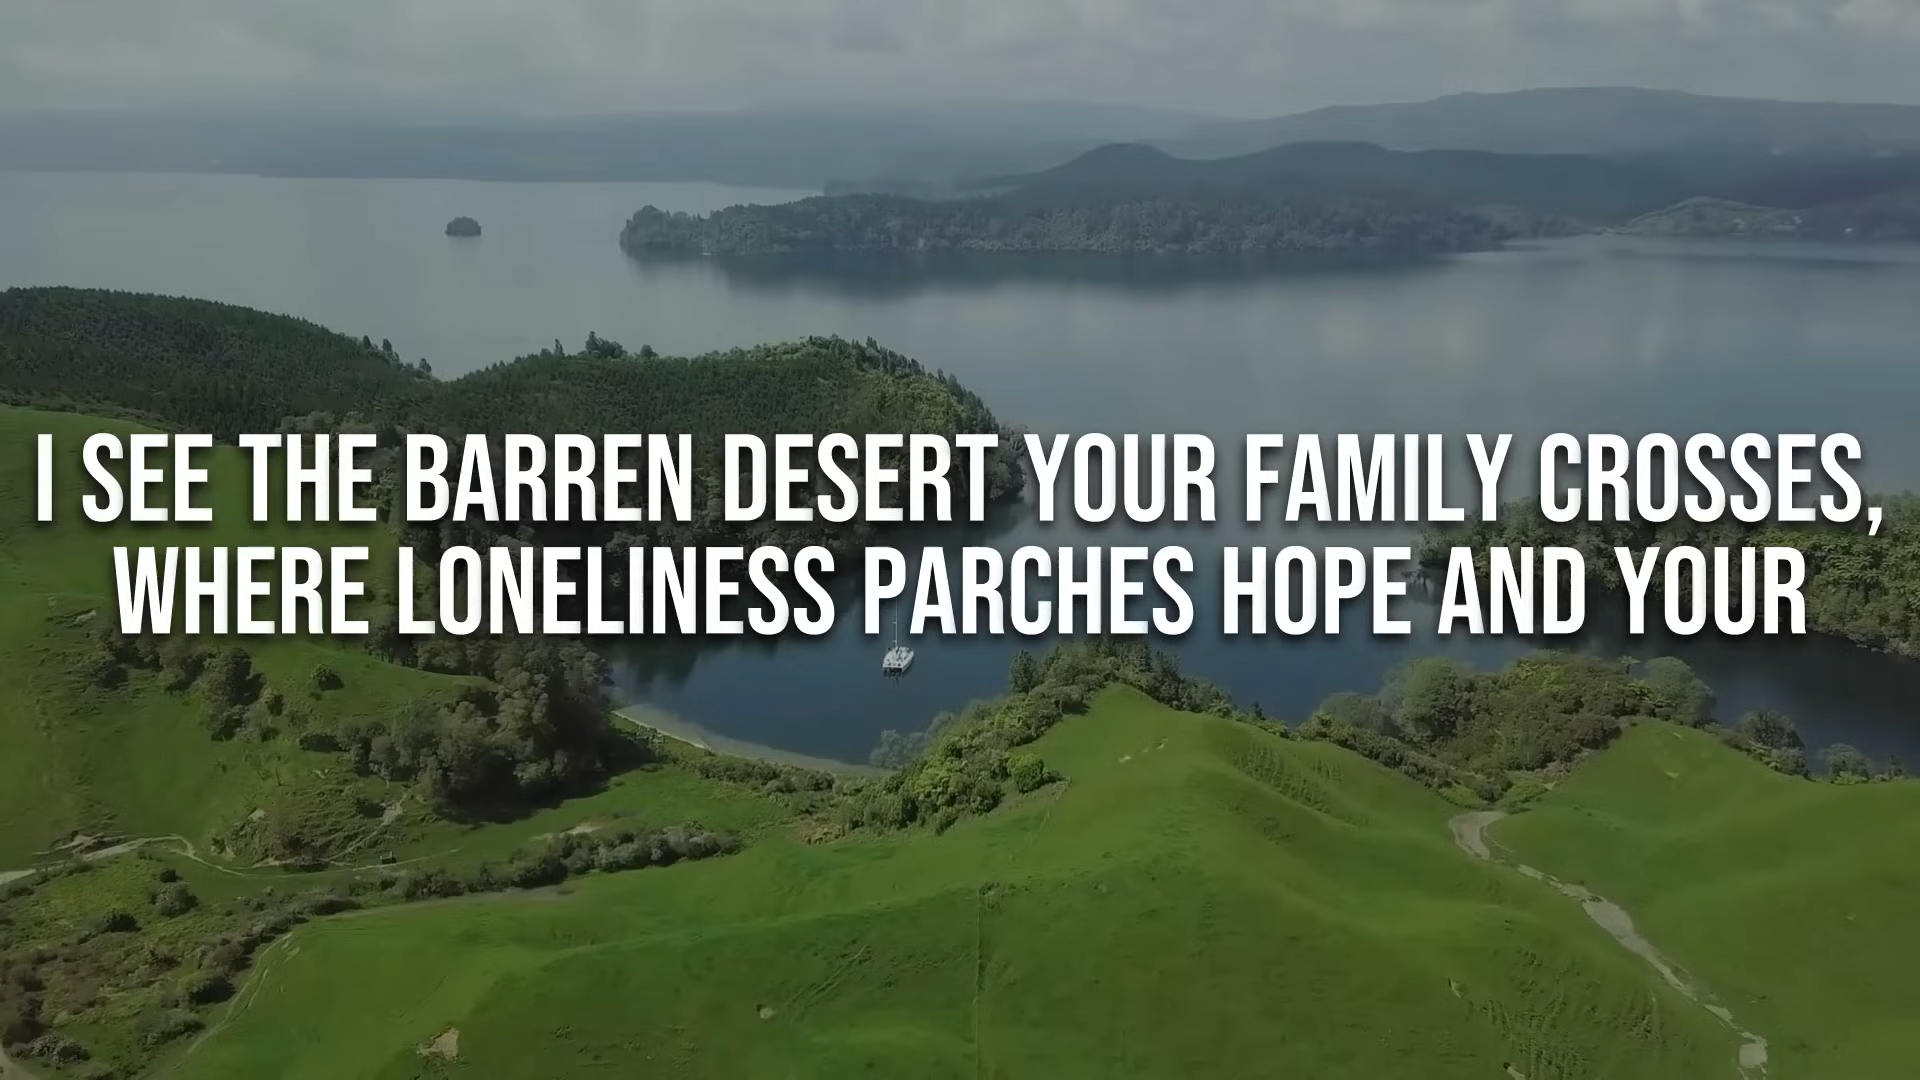 I SEE THE BARREN DESERT YOUR FAMILY CROSSES,
WHERE LONELINESS PARCHES HOPE AND YOUR